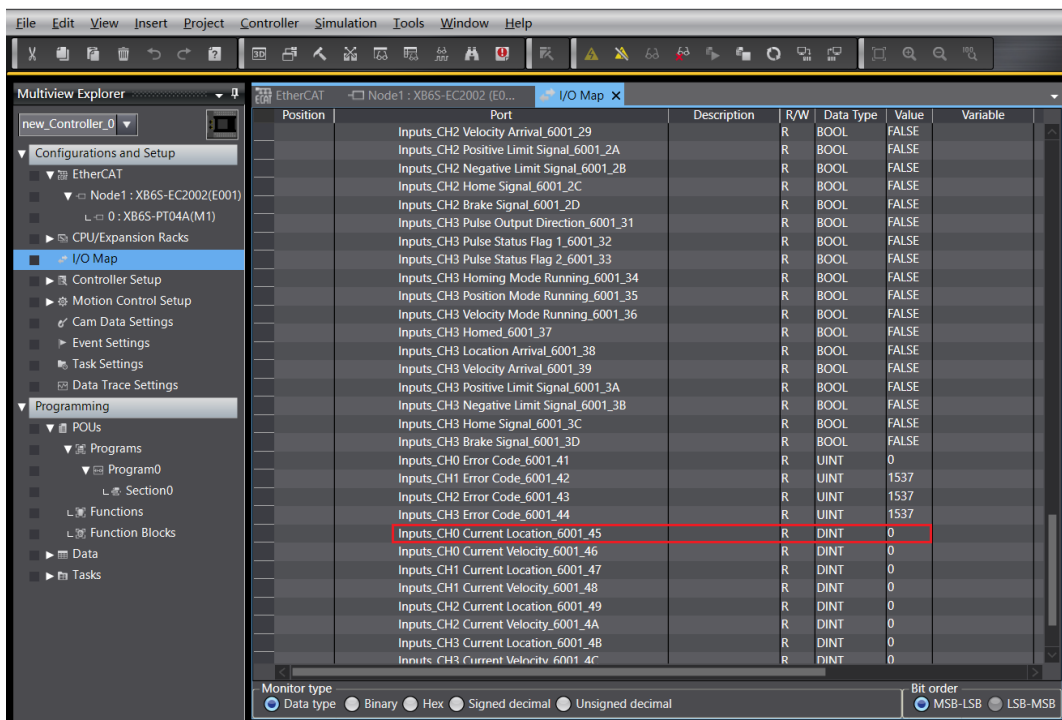 File Edit View Insert Project Controller Simulation Tools Window Help
Multiview Explorer
new_Controller_0
Configurations and Setup
EtherCAT
Node1 : XB6S-EC2002(E001)
0 : XB6S-PT04A(M1)
CPU/Expansion Racks
I/O Map
Controller Setup
Motion Control Setup
Cam Data Settings
Event Settings
Task Settings
Data Trace Settings
Programming
POUs
Programs
Program0
Section0
Functions
Function Blocks
Data
Tasks
EtherCAT Node1 : XB6S-EC2002 (E0... I/O Map
Position Port Description R/W Data Type Value Variable
Inputs_CH2 Velocity Arrival_6001_29 R BOOL FALSE
Inputs_CH2 Positive Limit Signal_6001_2A R BOOL FALSE
Inputs_CH2 Negative Limit Signal_6001_2B R BOOL FALSE
Inputs_CH2 Home Signal_6001_2C R BOOL FALSE
Inputs_CH2 Brake Signal_6001_2D R BOOL FALSE
Inputs_CH3 Pulse Output Direction_6001_31 R BOOL FALSE
Inputs_CH3 Pulse Status Flag 1_6001_32 R BOOL FALSE
Inputs_CH3 Pulse Status Flag 2_6001_33 R BOOL FALSE
Inputs_CH3 Homing Mode Running_6001_34 R BOOL FALSE
Inputs_CH3 Position Mode Running_6001_35 R BOOL FALSE
Inputs_CH3 Velocity Mode Running_6001_36 R BOOL FALSE
Inputs_CH3 Homed_6001_37 R BOOL FALSE
Inputs_CH3 Location Arrival_6001_38 R BOOL FALSE
Inputs_CH3 Velocity Arrival_6001_39 R BOOL FALSE
Inputs_CH3 Positive Limit Signal_6001_3A R BOOL FALSE
Inputs_CH3 Negative Limit Signal_6001_3B R BOOL FALSE
Inputs_CH3 Home Signal_6001_3C R BOOL FALSE
Inputs_CH3 Brake Signal_6001_3D R BOOL FALSE
Inputs_CH0 Error Code_6001_41 R UINT 0
Inputs_CH1 Error Code_6001_42 R UINT 1537
Inputs_CH2 Error Code_6001_43 R UINT 1537
Inputs_CH3 Error Code_6001_44 R UINT 1537
Inputs_CH0 Current Location_6001_45 R DINT 0
Inputs_CH0 Current Velocity_6001_46 R DINT 0
Inputs_CH1 Current Location_6001_47 R DINT 0
Inputs_CH1 Current Velocity_6001_48 R DINT 0
Inputs_CH2 Current Location_6001_49 R DINT 0
Inputs_CH2 Current Velocity_6001_4A R DINT 0
Inputs_CH3 Current Location_6001_4B R DINT 0
Inputs_CH3 Current Velocity_6001_4C R DINT 0
Monitor type Bit order
Data type Binary Hex Signed decimal Unsigned decimal MSB-LSB LSB-MSB